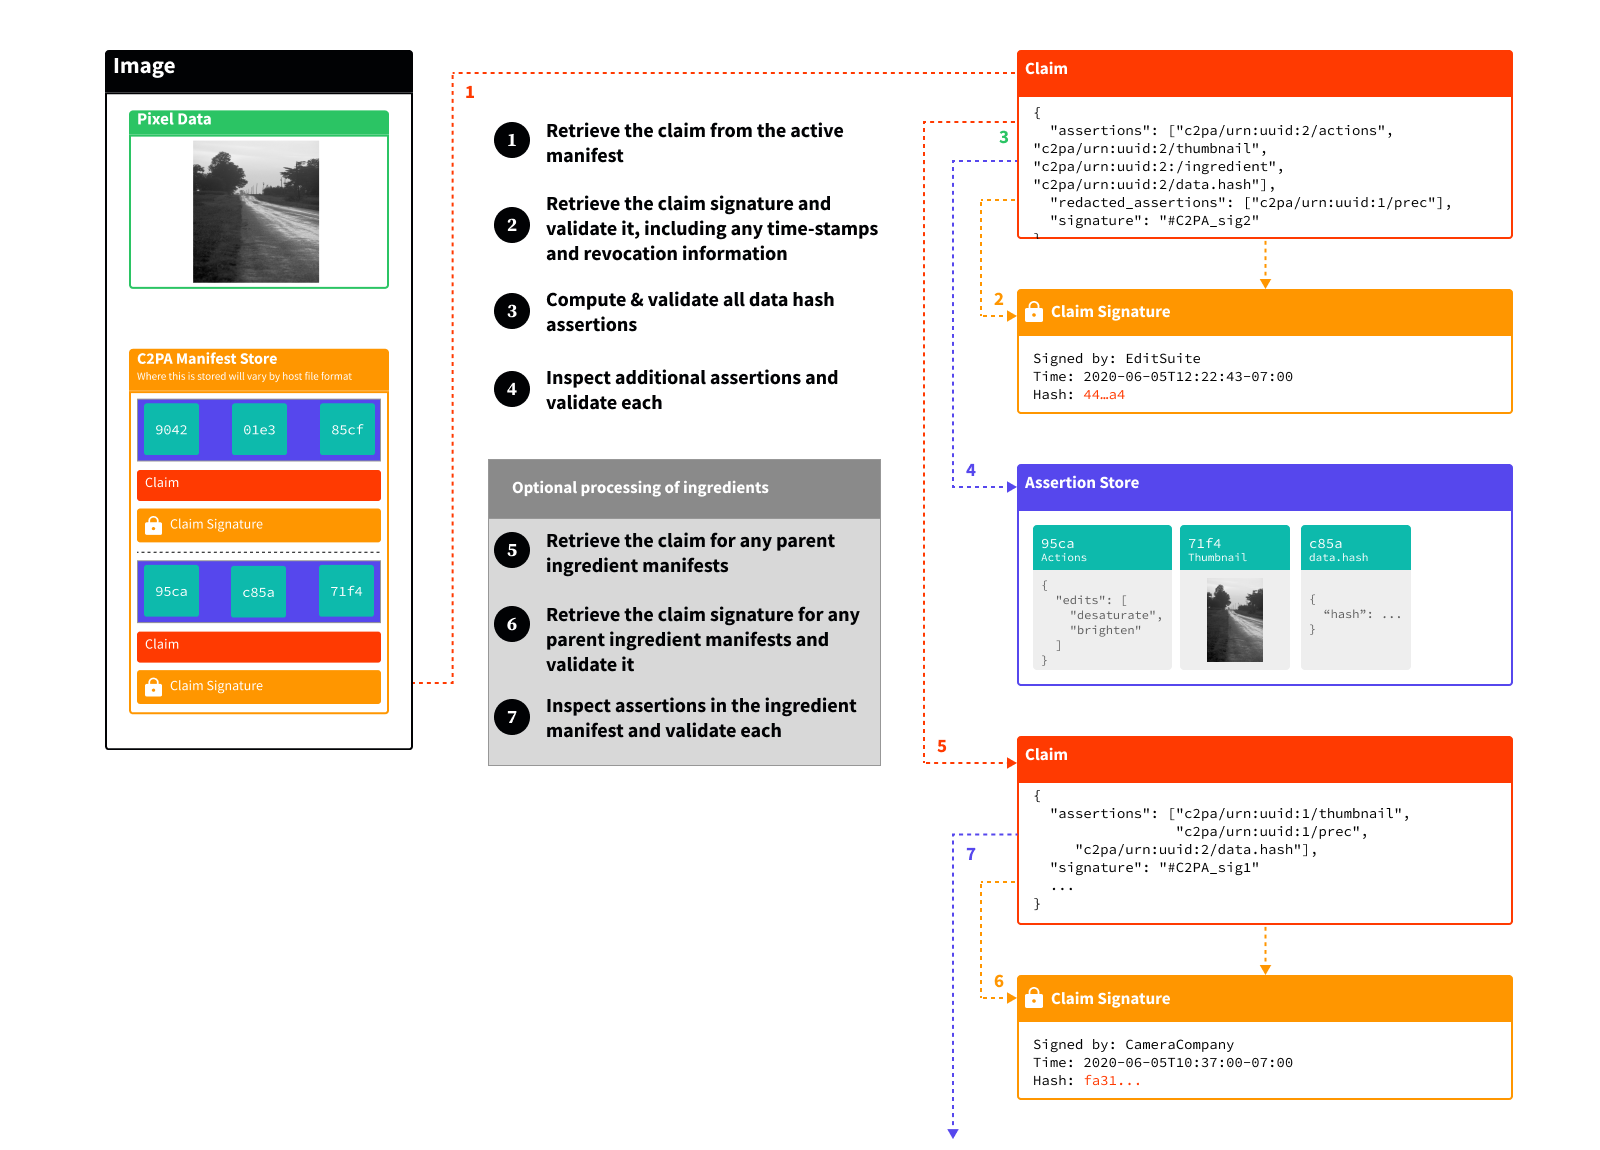 Image
Pixel Data
C2PA Manifest Store
Where this is stored will vary by host file format
9042
01e3
85cf
Claim
Claim Signature
95ca
c85a
71f4
Claim
Claim Signature
1
1
Retrieve the claim from the active
manifest
2
Retrieve the claim signature and
validate it, including any time-stamps
and revocation information
3
Compute & validate all data hash
assertions
4
Inspect additional assertions and
validate each
Optional processing of ingredients
5
Retrieve the claim for any parent
ingredient manifests
6
Retrieve the claim signature for any
parent ingredient manifests and
validate it
7
Inspect assertions in the ingredient
manifest and validate each
Claim
3
{
"assertions": ["c2pa/urn:uuid:2/actions",
"c2pa/urn:uuid:2/thumbnail",
"c2pa/urn:uuid:2:/ingredient",
"c2pa/urn:uuid:2/data.hash"],
"redacted_assertions": ["c2pa/urn:uuid:1/prec"],
"signature": "#C2PA_sig2"
}
2
Claim Signature
Signed by: EditSuite
Time: 2020-06-05T12:22:43-07:00
Hash: 44…a4
4
Assertion Store
95ca
Actions
{
"edits": [
"desaturate",
"brighten"
]
}
71f4
Thumbnail
c85a
data.hash
{
“hash”: ...
}
5
Claim
{
"assertions": ["c2pa/urn:uuid:1/thumbnail",
"c2pa/urn:uuid:1/prec",
"c2pa/urn:uuid:2/data.hash"],
"signature": "#C2PA_sig1"
...
}
7
6
Claim Signature
Signed by: CameraCompany
Time: 2020-06-05T10:37:00-07:00
Hash: fa31...